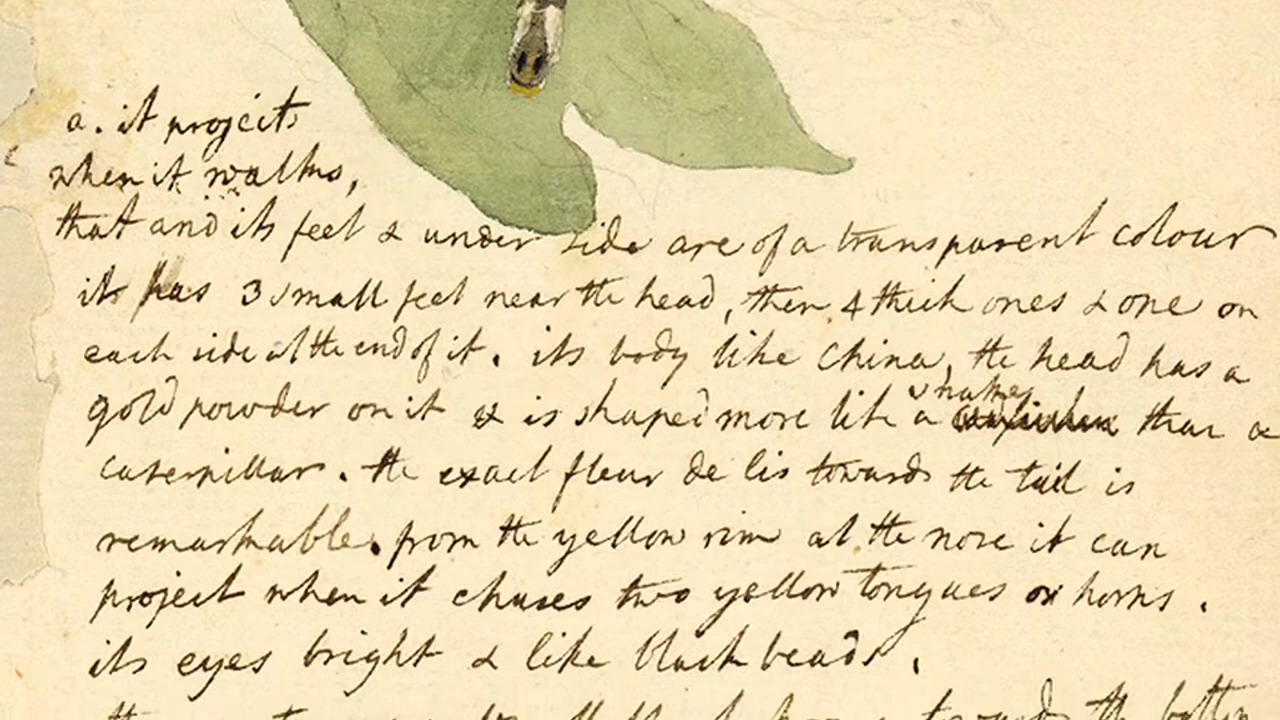 a. it projects
when it walks,
that and its feet & under side are of a transparent colour
it has 3 small feet near the head, then 4 thick ones & one on
each side at the end of it. its body like China, the head has a
gold powder on it & is shaped more like a snakes than a
caterpillar. the exact fleur de lis towards the tail is
remarkable. from the yellow rim at the nose it can
project when it chuses two yellow tongues or horns.
its eyes bright & like black beads.
towards the bottom